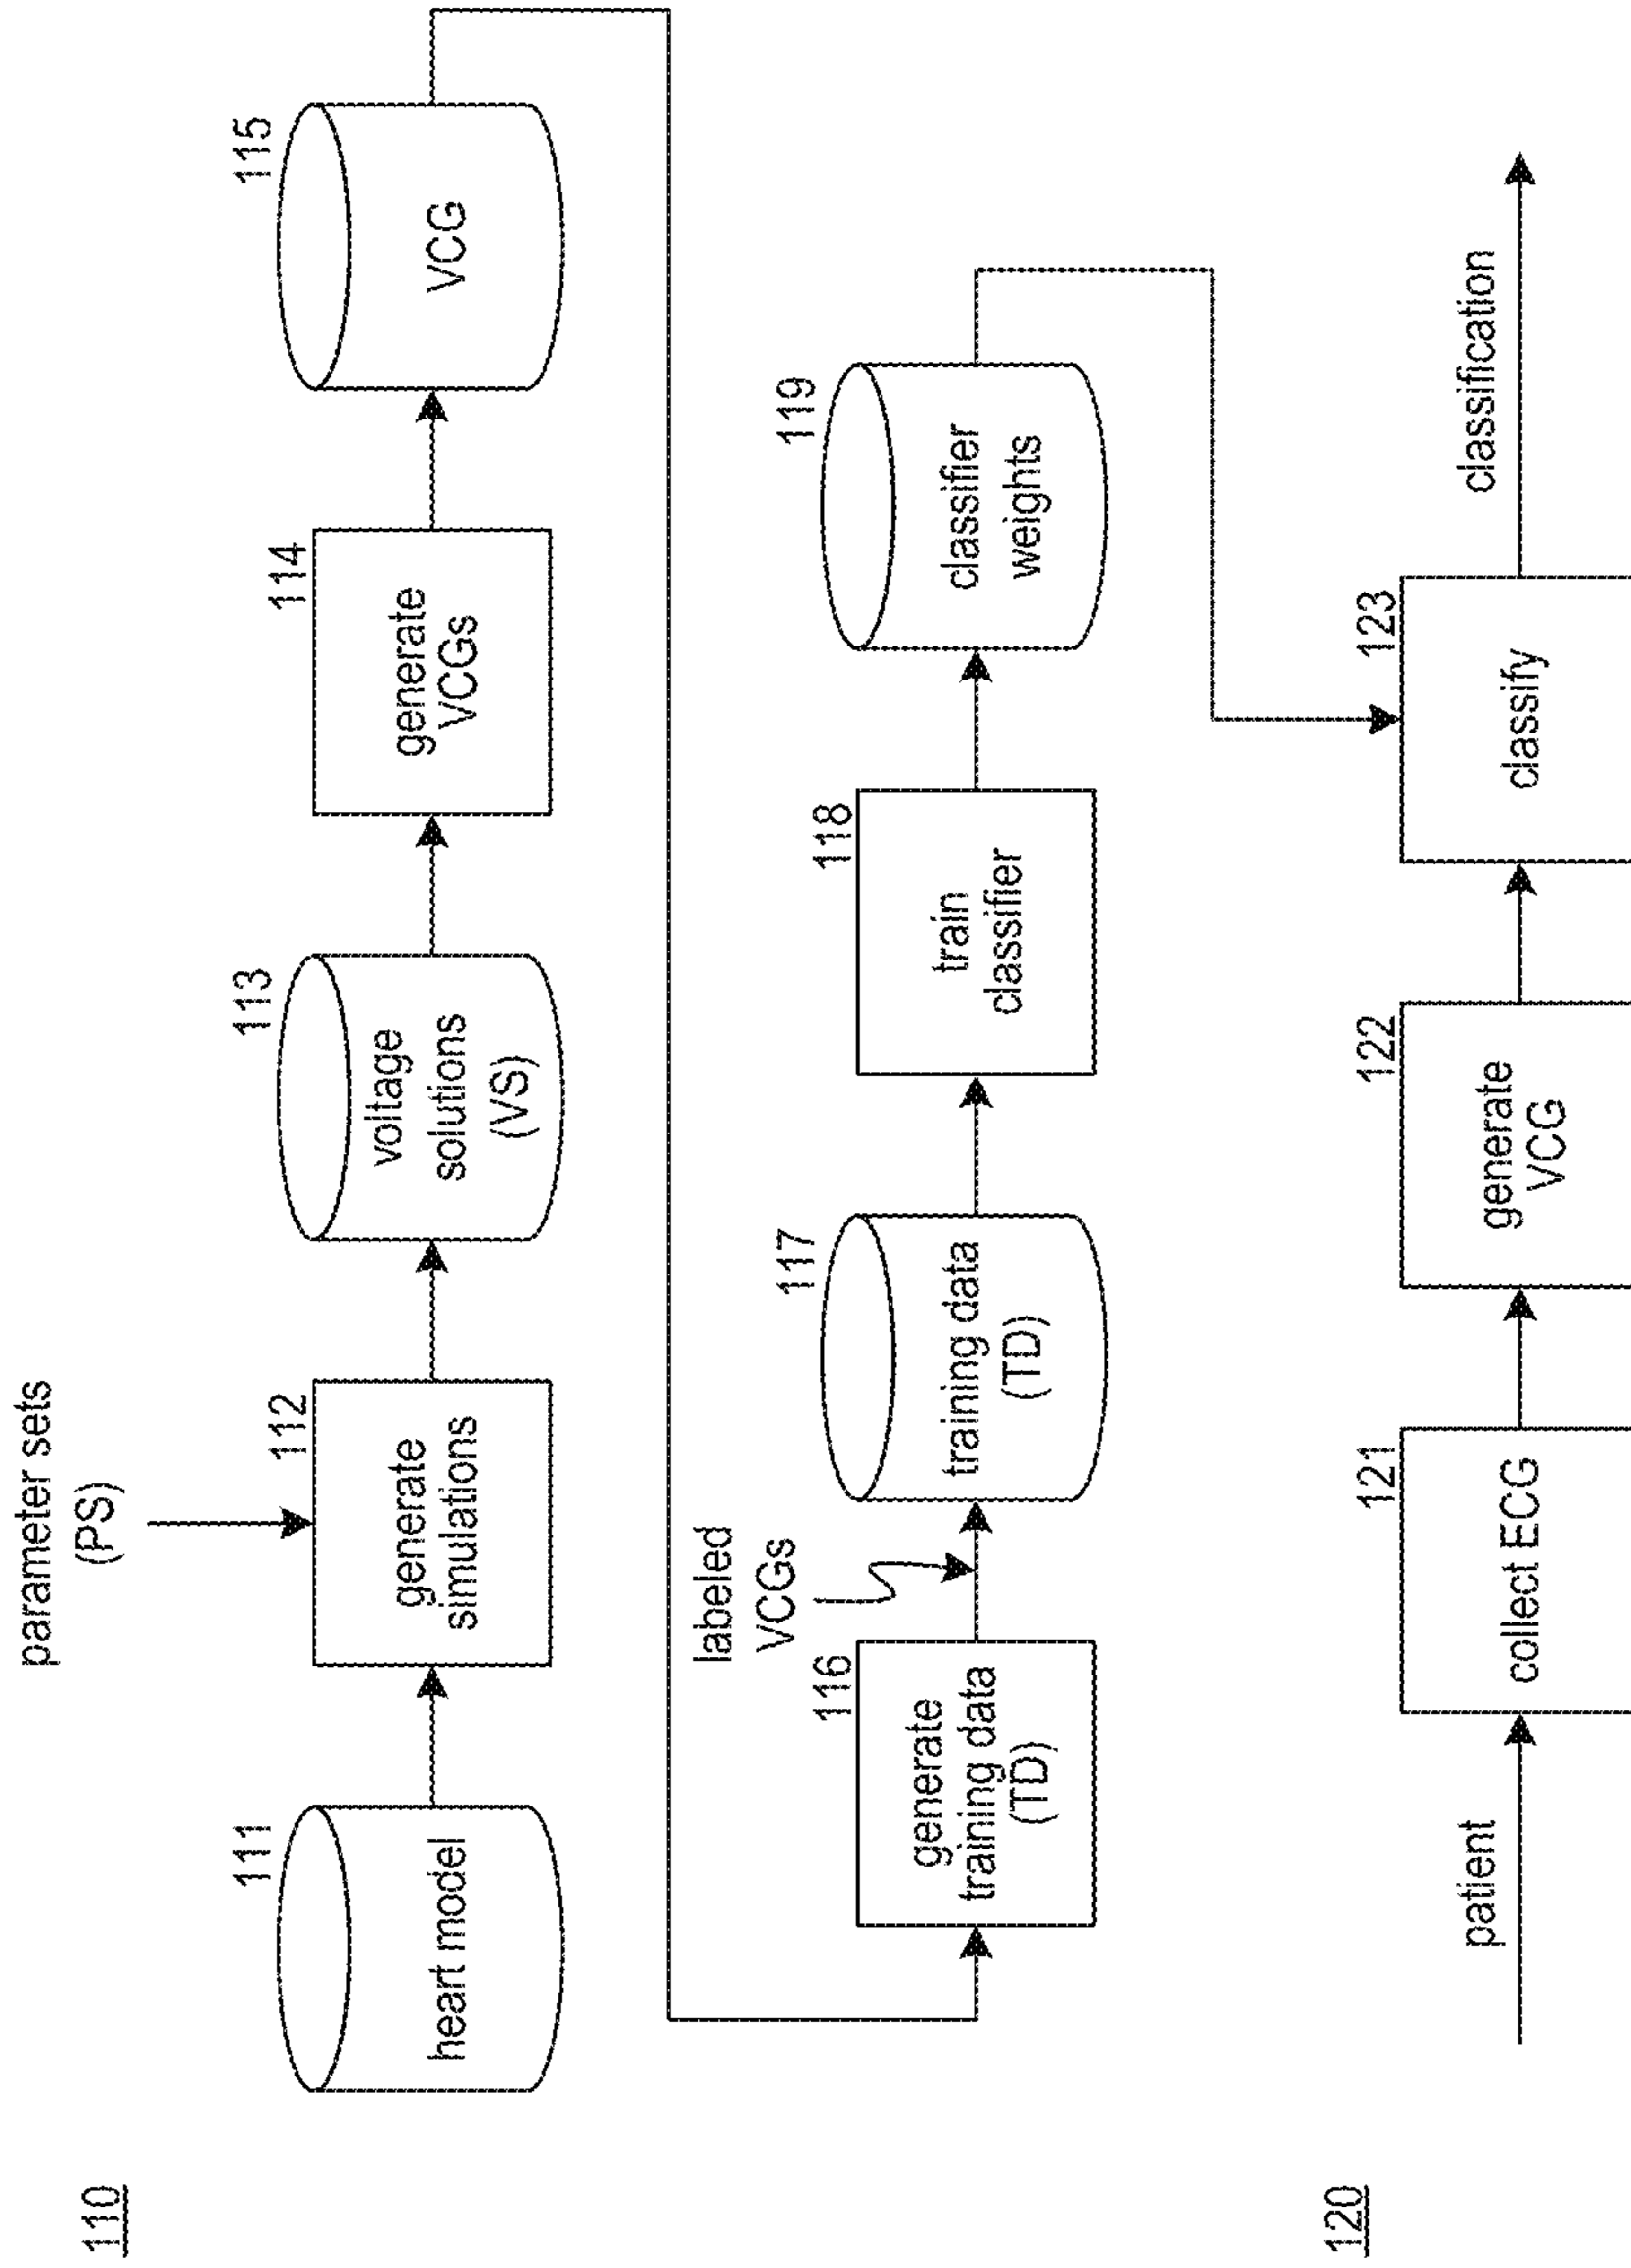 110
parameter sets
(PS)
111
heart model
112
generate
simulations
113
voltage
solutions
(VS)
114
generate
VCGs
115
VCG
116
generate
training data
(TD)
labeled
VCGs
117
training data
(TD)
118
train
classifier
119
classifier
weights
120
patient
121
collect ECG
122
generate
VCG
123
classify
classification